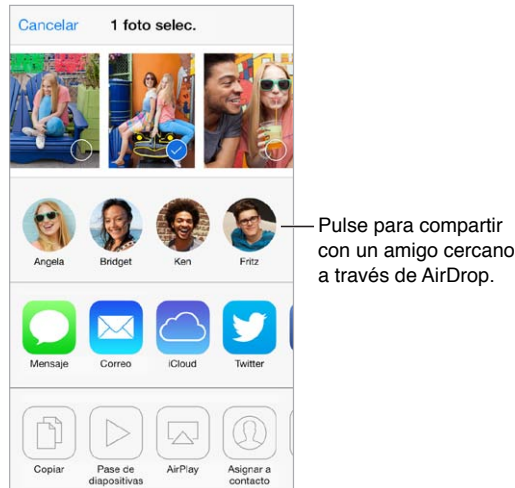 Cancelar 1 foto selec.
Angela Bridget Ken Fritz
Pulse para compartir
con un amigo cercano
a través de AirDrop.
Mensaje Correo iCloud Twitter
Copiar Pase de diapositivas AirPlay Asignar a contacto